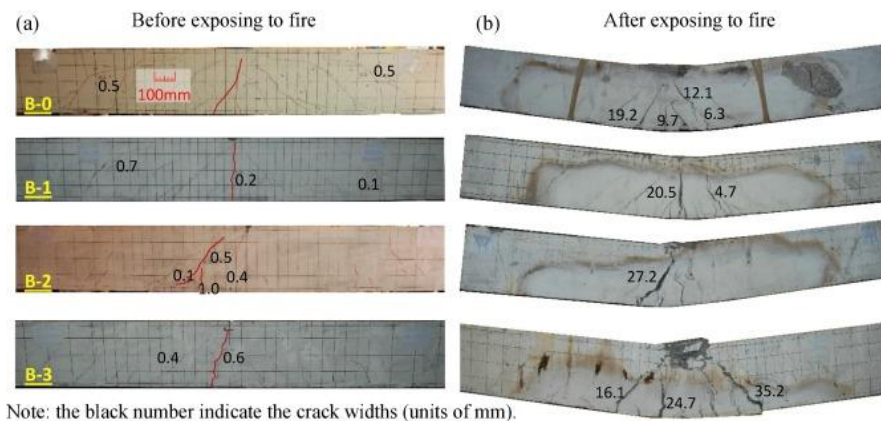 (a) Before exposing to fire
(b) After exposing to fire
0.5
100mm
0.5
B-0
12.1
19.2
9.7
6.3
0.7
0.2
0.1
B-1
20.5
4.7
0.5
0.1
0.4
1.0
B-2
27.2
0.4
0.6
B-3
16.1
24.7
35.2
Note: the black number indicate the crack widths (units of mm).